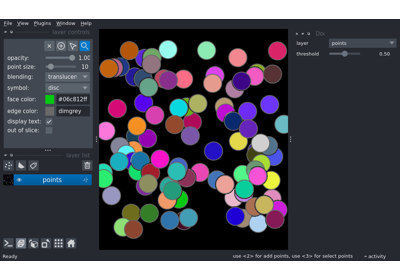 File View Plugins Window Help
layer controls
opacity: 1.00
point size: 10
blending: translucen
symbol: disc
face color: #06c812ff
edge color: dimgrey
display text: ✓
out of slice:
layer list
points
layer points
threshold 0.50
Ready
use <2> for add points, use <3> for select points
activity